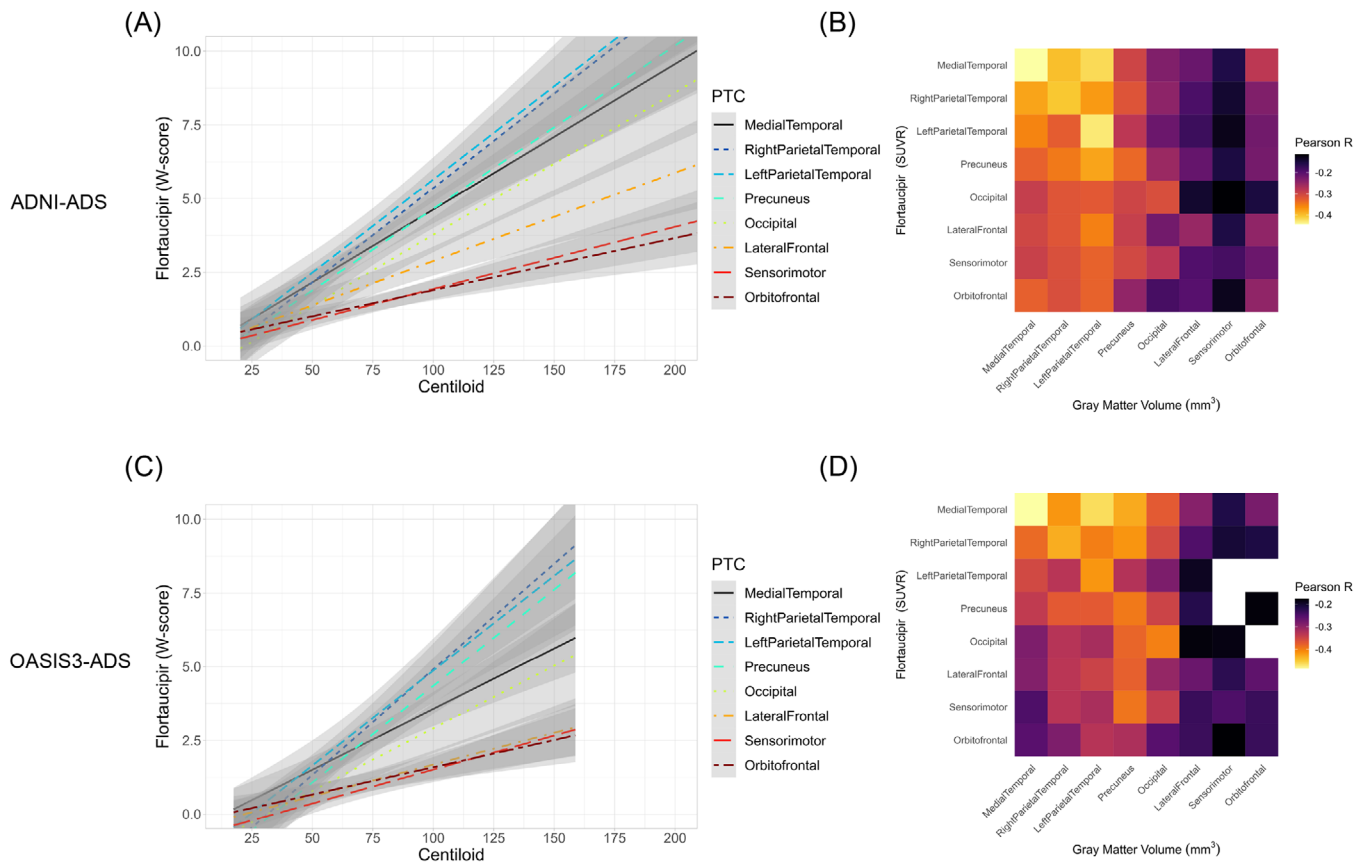 (A)
ADNI-ADS
Flortaucipir (W-score)
10.0
7.5
5.0
2.5
0.0
25
50
75
100
125
150
175
200
Centiloid
PTC
MedialTemporal
RightParietalTemporal
LeftParietalTemporal
Precuneus
Occipital
LateralFrontal
Sensorimotor
Orbitofrontal
(B)
Flortaucipir (SUVR)
MedialTemporal
RightParietalTemporal
LeftParietalTemporal
Precuneus
Occipital
LateralFrontal
Sensorimotor
Orbitofrontal
MedialTemporal
RightParietalTemporal
LeftParietalTemporal
Precuneus
Occipital
LateralFrontal
Sensorimotor
Orbitofrontal
Gray Matter Volume (mm³)
Pearson R
-0.2
-0.3
-0.4
(C)
OASIS3-ADS
Flortaucipir (W-score)
10.0
7.5
5.0
2.5
0.0
25
50
75
100
125
150
175
200
Centiloid
PTC
MedialTemporal
RightParietalTemporal
LeftParietalTemporal
Precuneus
Occipital
LateralFrontal
Sensorimotor
Orbitofrontal
(D)
Flortaucipir (SUVR)
MedialTemporal
RightParietalTemporal
LeftParietalTemporal
Precuneus
Occipital
LateralFrontal
Sensorimotor
Orbitofrontal
MedialTemporal
RightParietalTemporal
LeftParietalTemporal
Precuneus
Occipital
LateralFrontal
Sensorimotor
Orbitofrontal
Gray Matter Volume (mm³)
Pearson R
-0.2
-0.3
-0.4